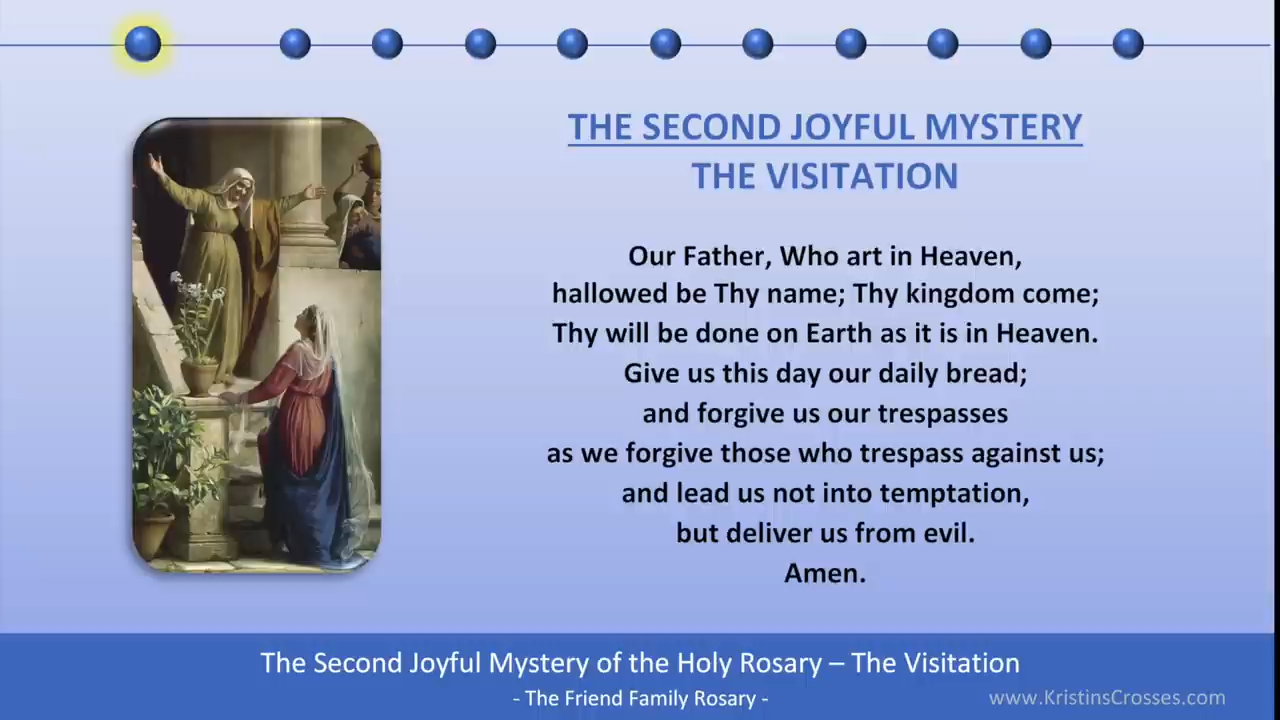 THE SECOND JOYFUL MYSTERY
THE VISITATION
Our Father, Who art in Heaven,
hallowed be Thy name; Thy kingdom come;
Thy will be done on Earth as it is in Heaven.
Give us this day our daily bread;
and forgive us our trespasses
as we forgive those who trespass against us;
and lead us not into temptation,
but deliver us from evil.
Amen.
The Second Joyful Mystery of the Holy Rosary – The Visitation
- The Friend Family Rosary -
www.KristinsCrosses.com